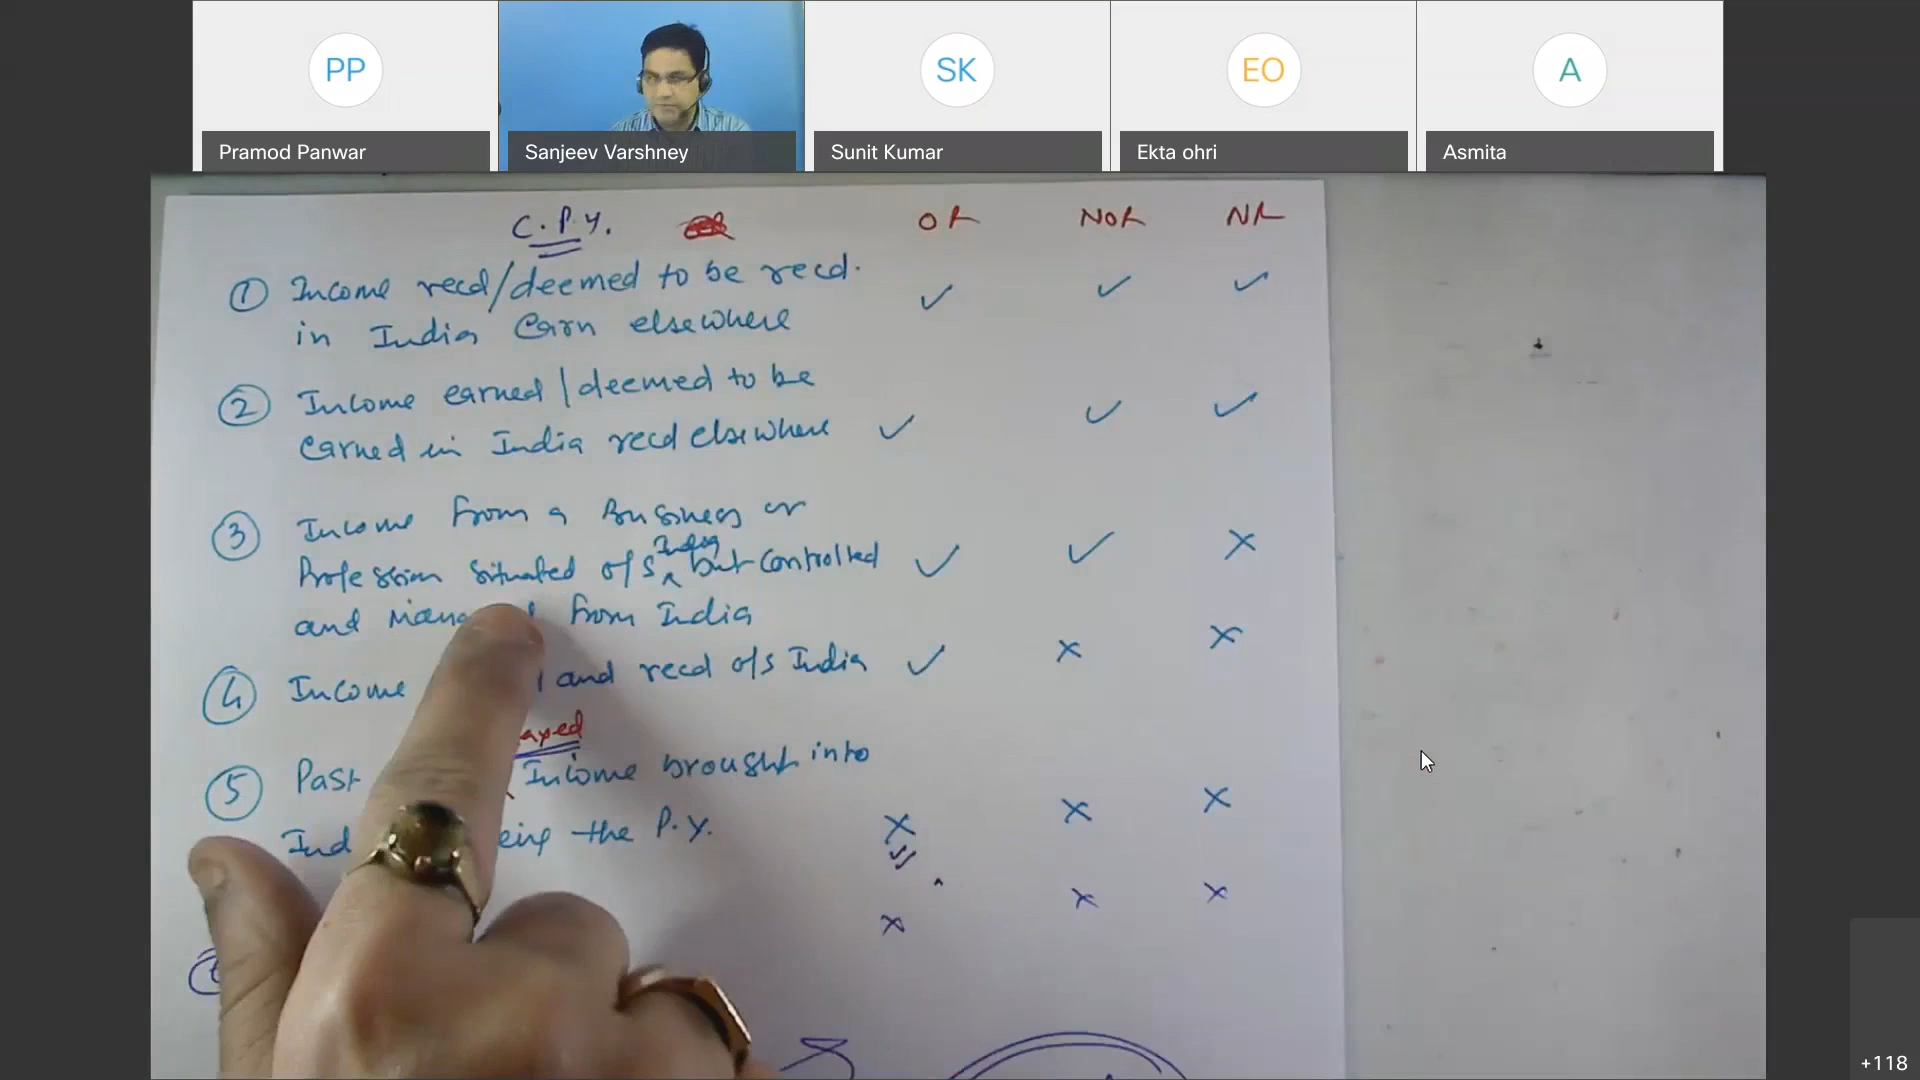 PP
SK
EO
A
Pramod Panwar
Sanjeev Varshney
Sunit Kumar
Ekta ohri
Asmita
C.P.Y. OR NOR NR
① Income recd/deemed to be recd.
in India Earn elsewhere
② Income earned/deemed to be
earned in India recd elsewhere
③ Income from a Business or
Profession situated o/s India but controlled
and from India
④ Income and recd o/s India
⑤ Past Income brought into
the P.Y.
+118